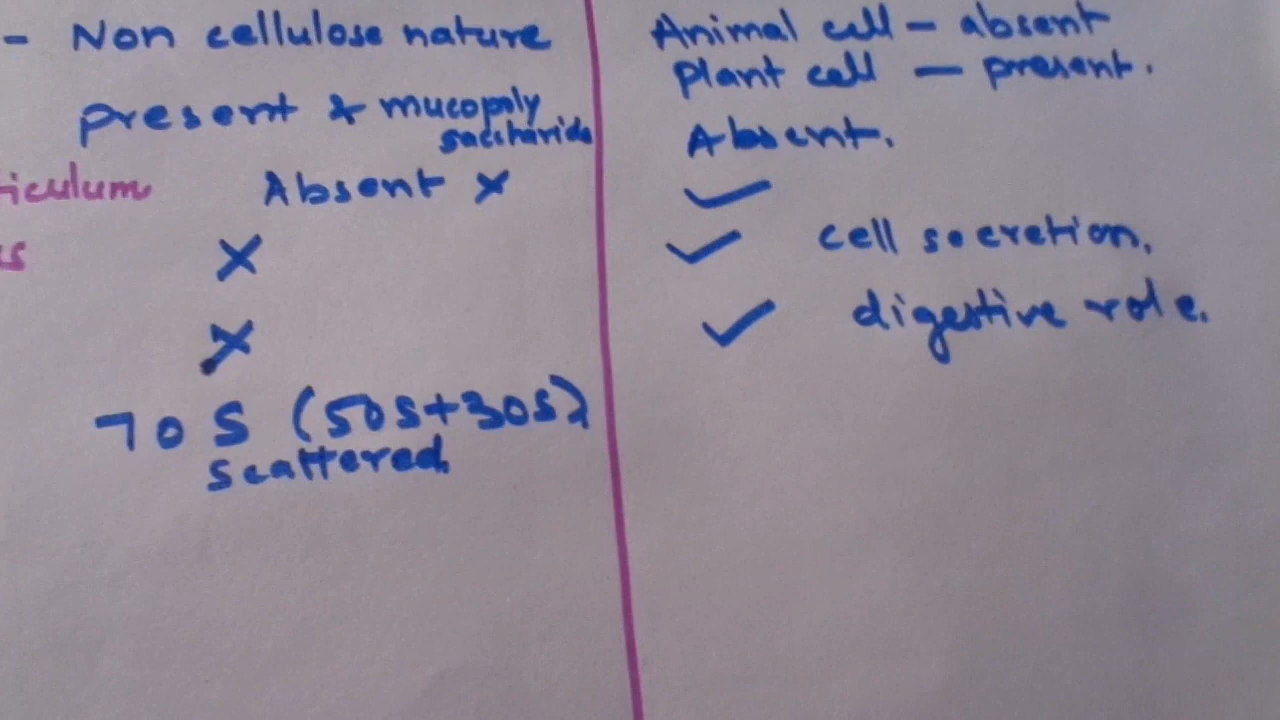 - Non cellulose nature
Animal cell - absent
plant cell - present.
present & mucopoly
saccharide
Absent.
iculum Absent x ✓
s x ✓ cell secretion.
x ✓ digestive role.
70 S (50s+30s)
scattered.